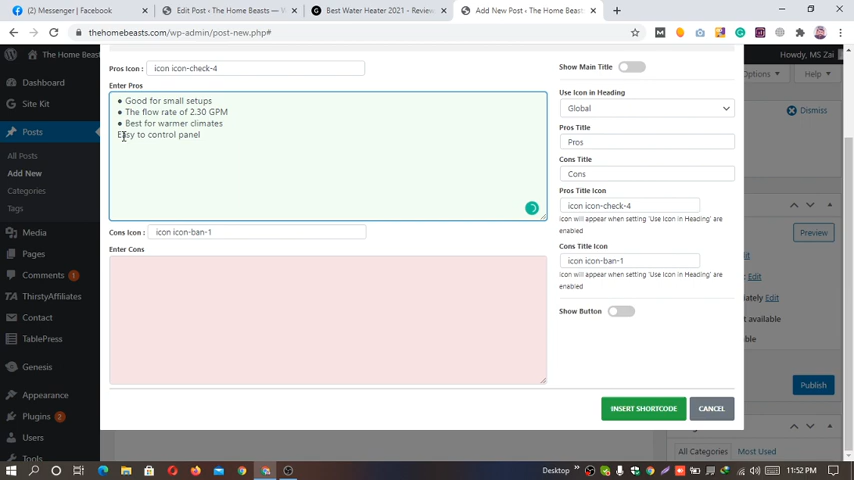 (2) Messenger | Facebook
Edit Post ‹ The Home Beasts — W
Best Water Heater 2021 - Review
Add New Post ‹ The Home Beasts
thehomebeasts.com/wp-admin/post-new.php#
The Home Beasts
Howdy, MS Zai
Dashboard
Site Kit
Posts
All Posts
Add New
Categories
Tags
Media
Pages
Comments 1
ThirstyAffiliates
Contact
TablePress
Genesis
Appearance
Plugins 2
Users
Tools
Pros Icon :
icon icon-check-4
Enter Pros
● Good for small setups
● The flow rate of 2.30 GPM
● Best for warmer climates
Easy to control panel
Cons Icon :
icon icon-ban-1
Enter Cons
Show Main Title
Use Icon in Heading
Global
Pros Title
Pros
Cons Title
Cons
Pros Title Icon
icon icon-check-4
Icon will appear when setting 'Use Icon in Heading' are
enabled
Cons Title Icon
icon icon-ban-1
Icon will appear when setting 'Use Icon in Heading' are
enabled
Show Button
INSERT SHORTCODE
CANCEL
Options
Help
Dismiss
Preview
Edit
Edit
Edit
Publish
All Categories
Most Used
Desktop
11:52 PM